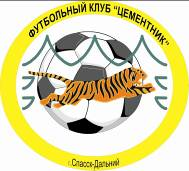 ФУТБОЛЬНЫЙ КЛУБ "ЦЕМЕНТНИК"
г.Спасск-Дальний